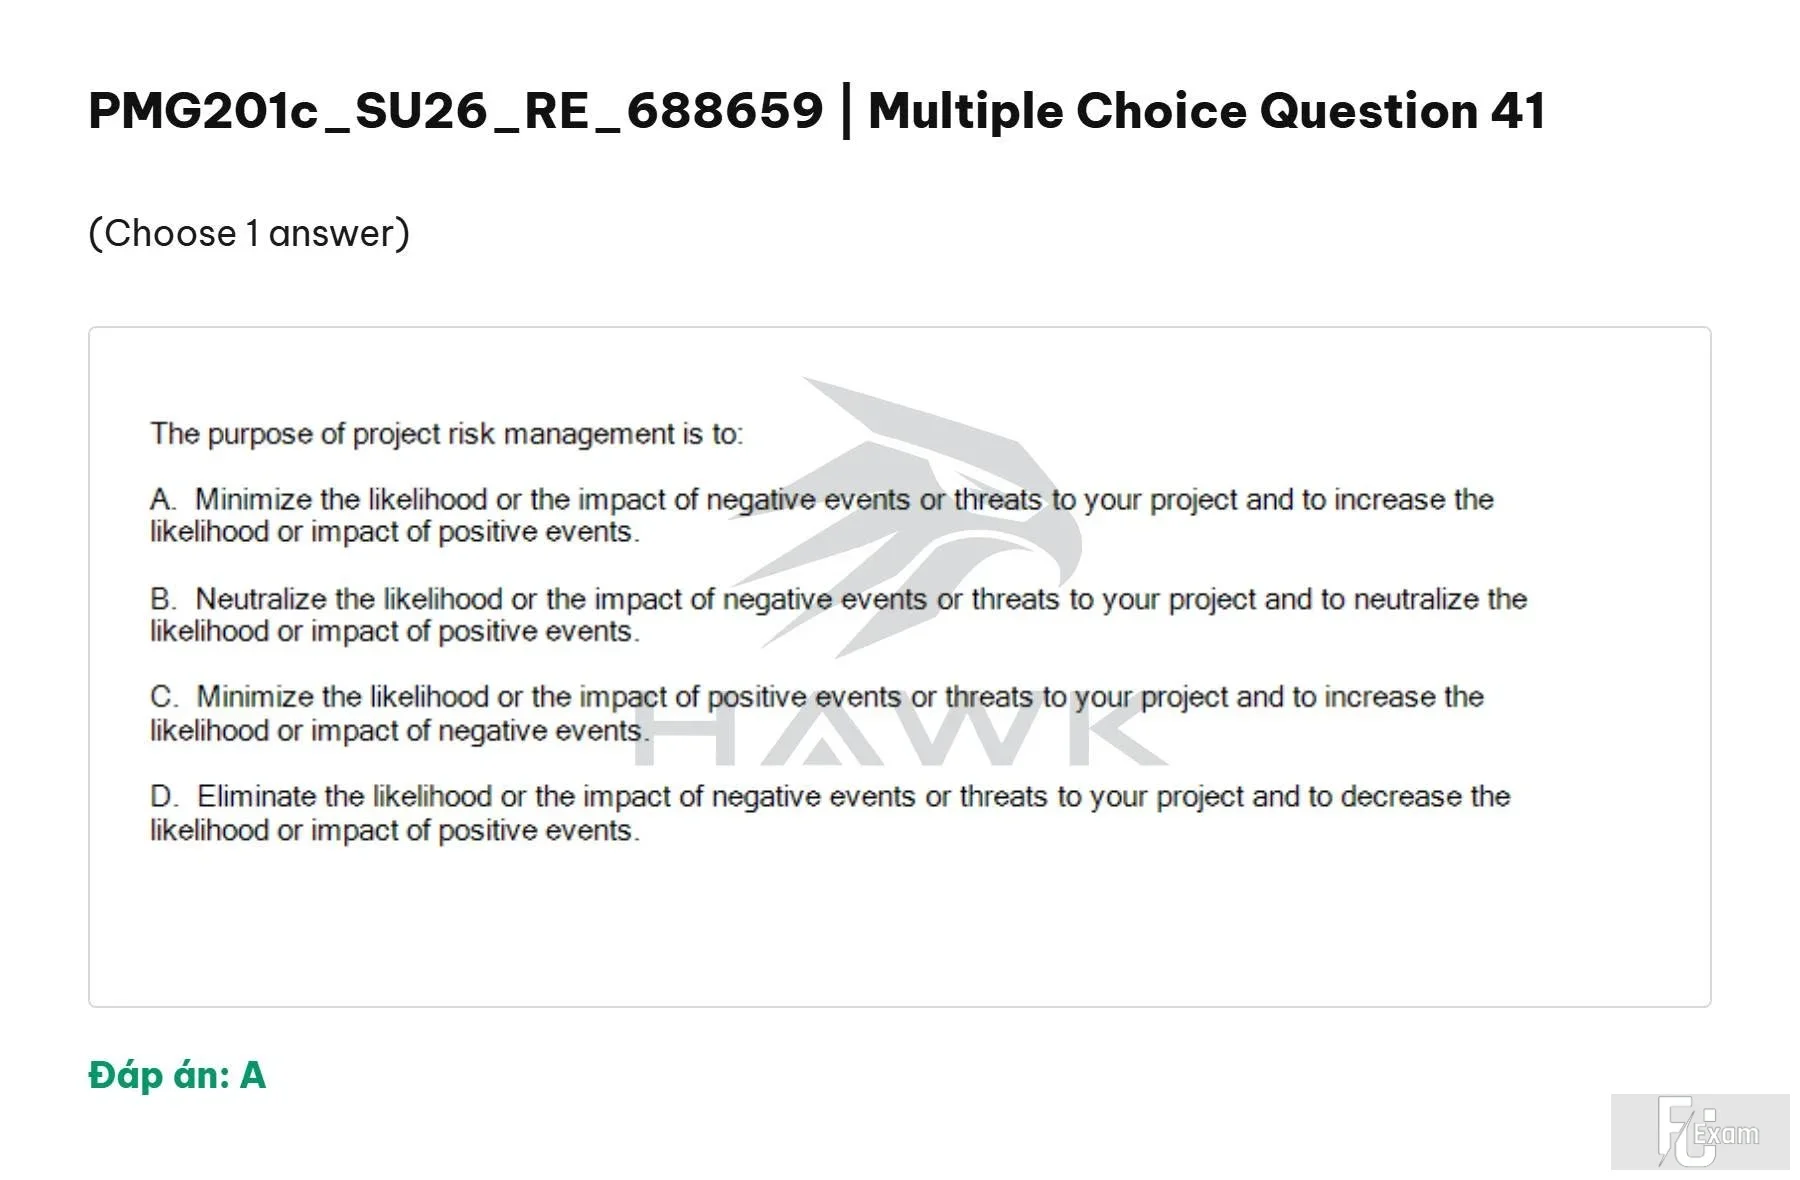 PMG201c_SU26_RE_688659 | Multiple Choice Question 41
(Choose 1 answer)
The purpose of project risk management is to:
A. Minimize the likelihood or the impact of negative events or threats to your project and to increase the
likelihood or impact of positive events.
B. Neutralize the likelihood or the impact of negative events or threats to your project and to neutralize the
likelihood or impact of positive events.
C. Minimize the likelihood or the impact of positive events or threats to your project and to increase the
likelihood or impact of negative events.
HAWK
D. Eliminate the likelihood or the impact of negative events or threats to your project and to decrease the
likelihood or impact of positive events.
Đáp án: A
FU Exam